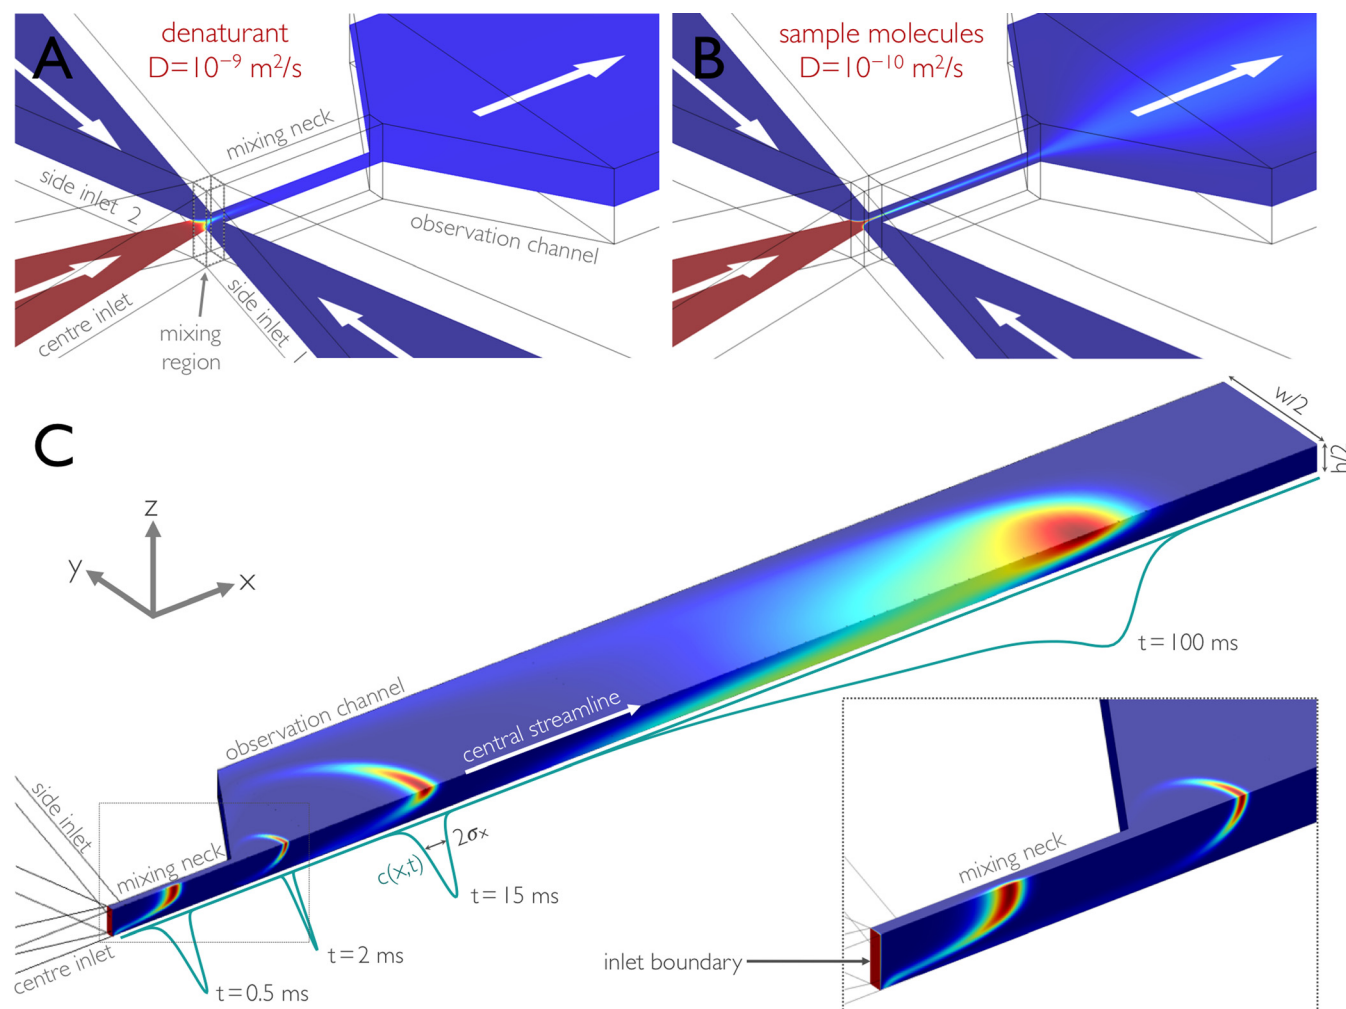 A
denaturant
D=10⁻⁹ m²/s
mixing neck
side inlet 2
observation channel
centre inlet
side inlet 1
mixing
region
B
sample molecules
D=10⁻¹⁰ m²/s
C
w/2
h/2
z
y
x
t=100 ms
observation channel
central streamline
side inlet
mixing neck
c(x,t)
2σx
t=15 ms
t=2 ms
centre inlet
t=0.5 ms
mixing neck
inlet boundary